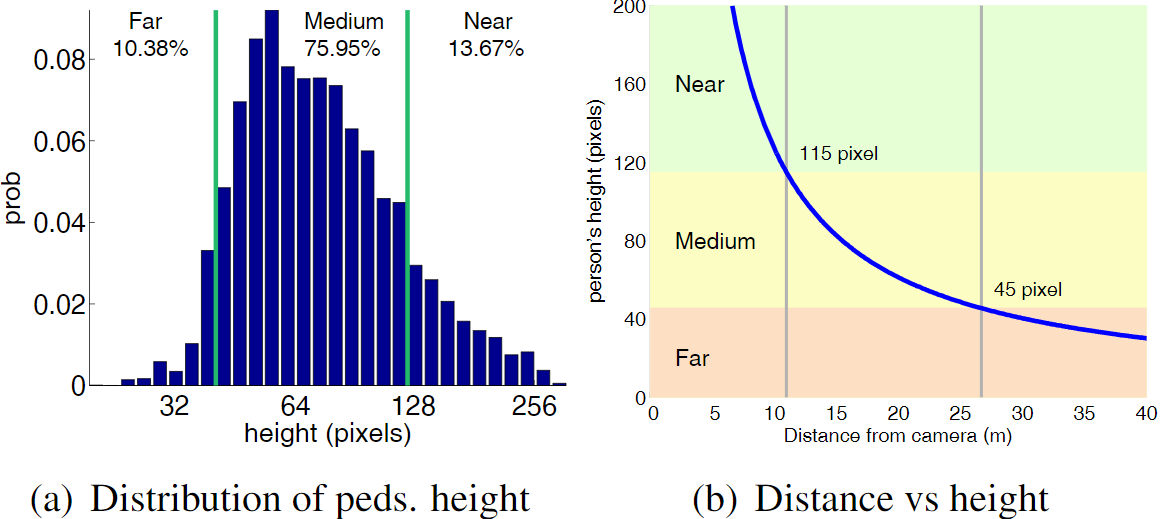 Far
10.38%
Medium
75.95%
Near
13.67%
0.08
0.06
0.04
0.02
0
prob
32 64 128 256
height (pixels)
(a) Distribution of peds. height
200
160
120
80
40
0
person's height (pixels)
Near
115 pixel
Medium
45 pixel
Far
0 5 10 15 20 25 30 35 40
Distance from camera (m)
(b) Distance vs height